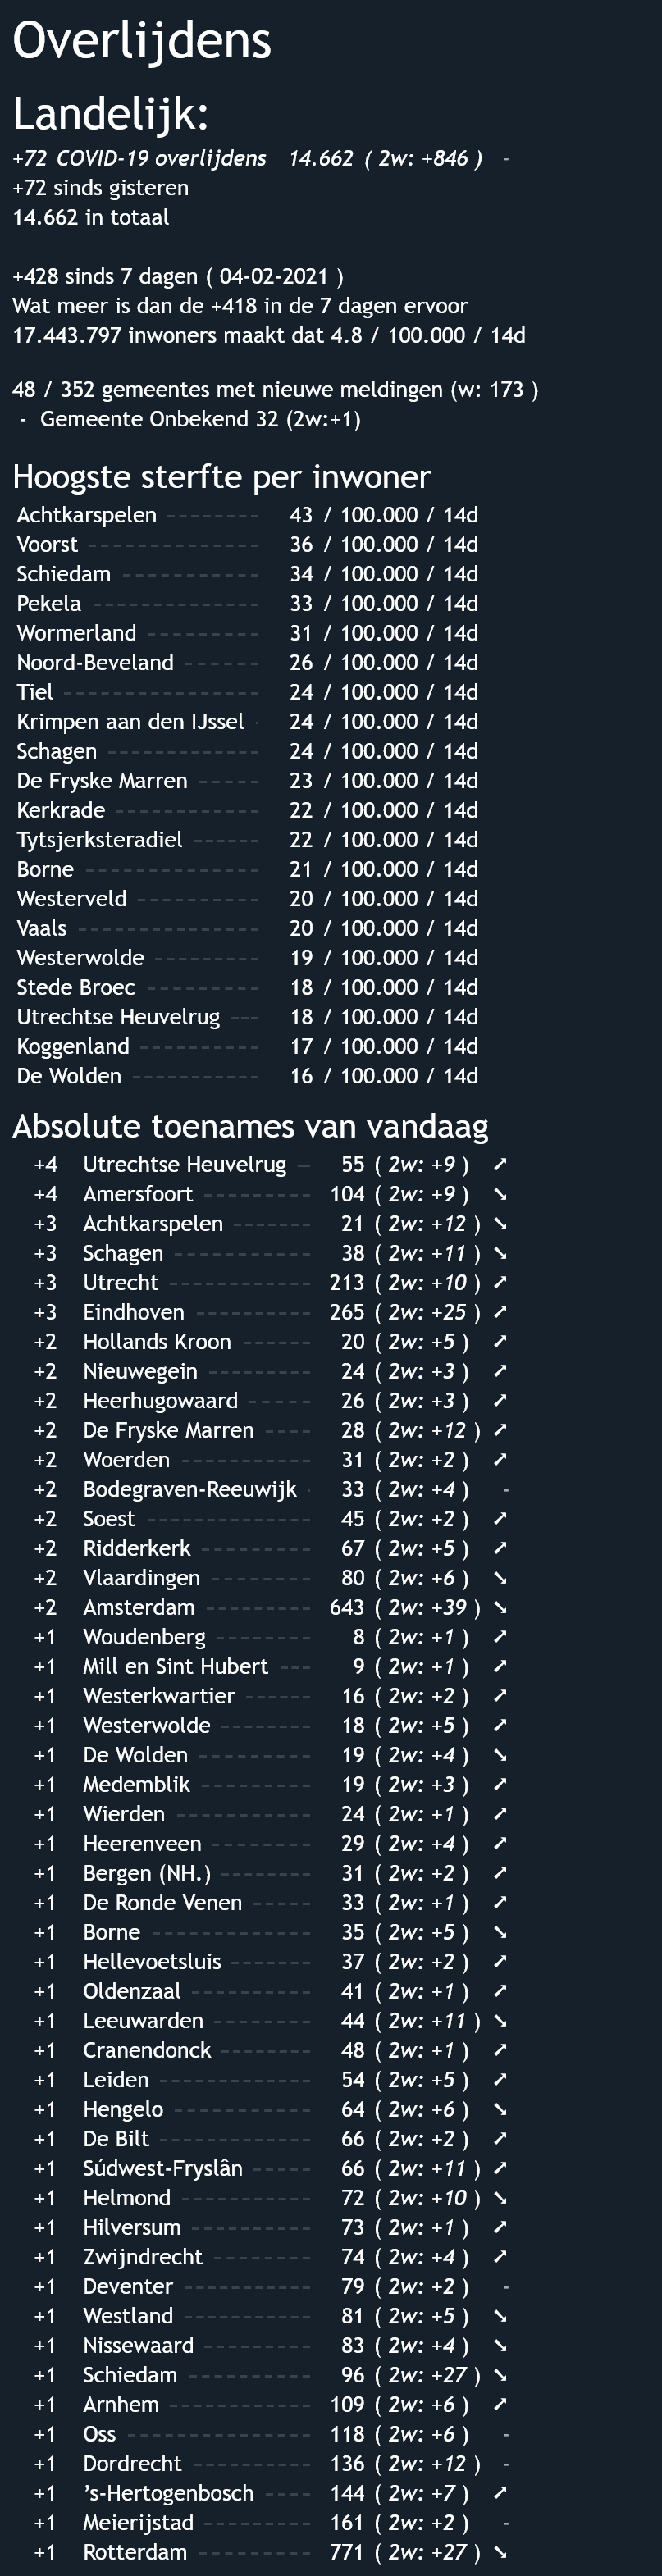 Overlijdens
Landelijk:
+72 COVID-19 overlijdens 14.662 ( 2w: +846 ) -
+72 sinds gisteren
14.662 in totaal
+428 sinds 7 dagen ( 04-02-2021 )
Wat meer is dan de +418 in de 7 dagen ervoor
17.443.797 inwoners maakt dat 4.8 / 100.000 / 14d
48 / 352 gemeentes met nieuwe meldingen (w: 173 )
- Gemeente Onbekend 32 (2w:+1)
Hoogste sterfte per inwoner
Achtkarspelen -------- 43 / 100.000 / 14d
Voorst --------------- 36 / 100.000 / 14d
Schiedam ------------ 34 / 100.000 / 14d
Pekela --------------- 33 / 100.000 / 14d
Wormerland ---------- 31 / 100.000 / 14d
Noord-Beveland ------ 26 / 100.000 / 14d
Tiel ----------------- 24 / 100.000 / 14d
Krimpen aan den IJssel - 24 / 100.000 / 14d
Schagen ------------- 24 / 100.000 / 14d
De Fryske Marren ----- 23 / 100.000 / 14d
Kerkrade ------------ 22 / 100.000 / 14d
Tytsjerksteradiel ------ 22 / 100.000 / 14d
Borne --------------- 21 / 100.000 / 14d
Westerveld ---------- 20 / 100.000 / 14d
Vaals ---------------- 20 / 100.000 / 14d
Westerwolde --------- 19 / 100.000 / 14d
Stede Broec ---------- 18 / 100.000 / 14d
Utrechtse Heuvelrug --- 18 / 100.000 / 14d
Koggenland ---------- 17 / 100.000 / 14d
De Wolden ----------- 16 / 100.000 / 14d
Absolute toenames van vandaag
+4 Utrechtse Heuvelrug -- 55 ( 2w: +9 ) ➚
+4 Amersfoort --------- 104 ( 2w: +9 ) ➘
+3 Achtkarspelen ------- 21 ( 2w: +12 ) ➘
+3 Schagen ------------ 38 ( 2w: +11 ) ➘
+3 Utrecht ------------ 213 ( 2w: +10 ) ➚
+3 Eindhoven ---------- 265 ( 2w: +25 ) ➚
+2 Hollands Kroon ------ 20 ( 2w: +5 ) ➚
+2 Nieuwegein --------- 24 ( 2w: +3 ) ➚
+2 Heerhugowaard ----- 26 ( 2w: +3 ) ➚
+2 De Fryske Marren ---- 28 ( 2w: +12 ) ➚
+2 Woerden ----------- 31 ( 2w: +2 ) ➚
+2 Bodegraven-Reeuwijk - 33 ( 2w: +4 ) -
+2 Soest -------------- 45 ( 2w: +2 ) ➚
+2 Ridderkerk --------- 67 ( 2w: +5 ) ➚
+2 Vlaardingen -------- 80 ( 2w: +6 ) ➘
+2 Amsterdam --------- 643 ( 2w: +39 ) ➘
+1 Woudenberg -------- 8 ( 2w: +1 ) ➚
+1 Mill en Sint Hubert --- 9 ( 2w: +1 ) ➚
+1 Westerkwartier ------ 16 ( 2w: +2 ) ➚
+1 Westerwolde -------- 18 ( 2w: +5 ) ➚
+1 De Wolden ---------- 19 ( 2w: +4 ) ➘
+1 Medemblik --------- 19 ( 2w: +3 ) ➚
+1 Wierden ------------ 24 ( 2w: +1 ) ➚
+1 Heerenveen --------- 29 ( 2w: +4 ) ➚
+1 Bergen (NH.) -------- 31 ( 2w: +2 ) ➚
+1 De Ronde Venen ----- 33 ( 2w: +1 ) ➚
+1 Borne -------------- 35 ( 2w: +5 ) ➘
+1 Hellevoetsluis ------- 37 ( 2w: +2 ) ➚
+1 Oldenzaal ---------- 41 ( 2w: +1 ) ➚
+1 Leeuwarden --------- 44 ( 2w: +11 ) ➘
+1 Cranendonck -------- 48 ( 2w: +1 ) ➚
+1 Leiden ------------- 54 ( 2w: +5 ) ➚
+1 Hengelo ------------ 64 ( 2w: +6 ) ➘
+1 De Bilt ------------- 66 ( 2w: +2 ) ➚
+1 Súdwest-Fryslân ----- 66 ( 2w: +11 ) ➚
+1 Helmond ----------- 72 ( 2w: +10 ) ➘
+1 Hilversum ---------- 73 ( 2w: +1 ) ➚
+1 Zwijndrecht -------- 74 ( 2w: +4 ) ➚
+1 Deventer ----------- 79 ( 2w: +2 ) -
+1 Westland ----------- 81 ( 2w: +5 ) ➘
+1 Nissewaard --------- 83 ( 2w: +4 ) ➘
+1 Schiedam ----------- 96 ( 2w: +27 ) ➘
+1 Arnhem ------------ 109 ( 2w: +6 ) ➚
+1 Oss ---------------- 118 ( 2w: +6 ) -
+1 Dordrecht ---------- 136 ( 2w: +12 ) -
+1 's-Hertogenbosch ---- 144 ( 2w: +7 ) ➚
+1 Meierijstad --------- 161 ( 2w: +2 ) -
+1 Rotterdam ---------- 771 ( 2w: +27 ) ➘